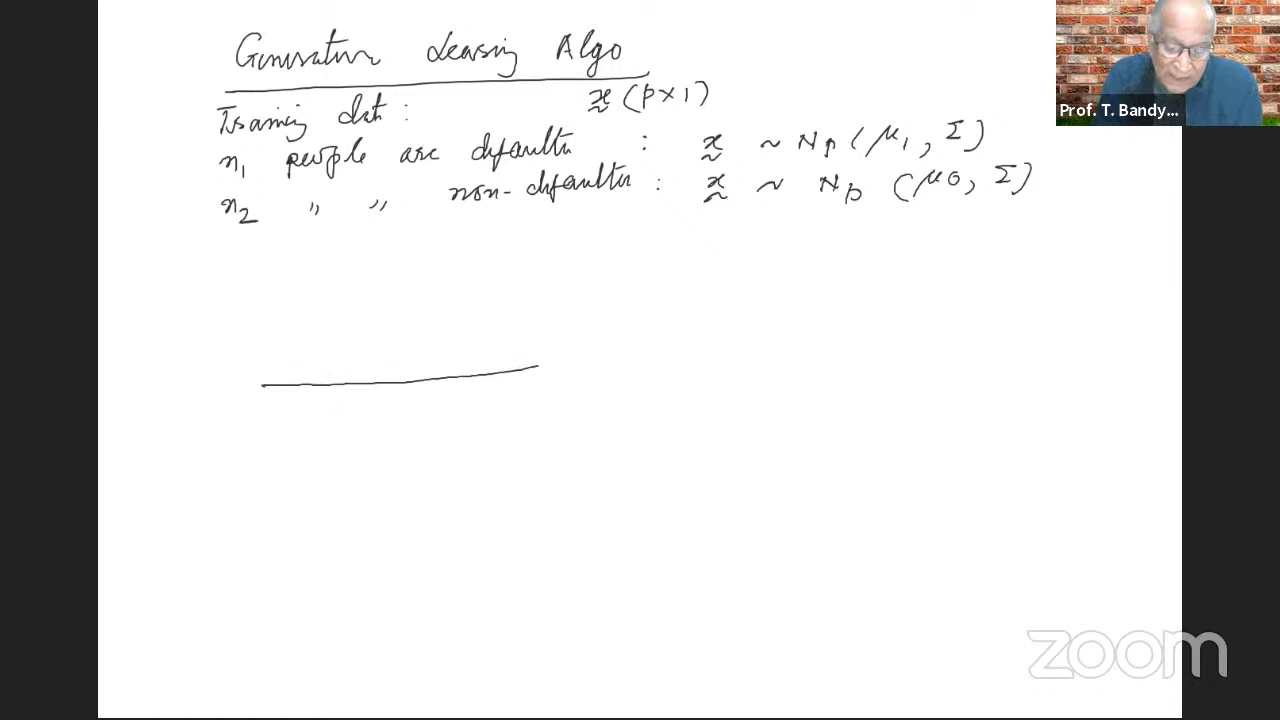 Generative Learning Algo
Training data :
x (p × 1)
n1 people are defaulter : x ~ Np (μ1, Σ)
n2 " " non-defaulter : x ~ Np (μ0, Σ)
Prof. T. Bandy...
zoom